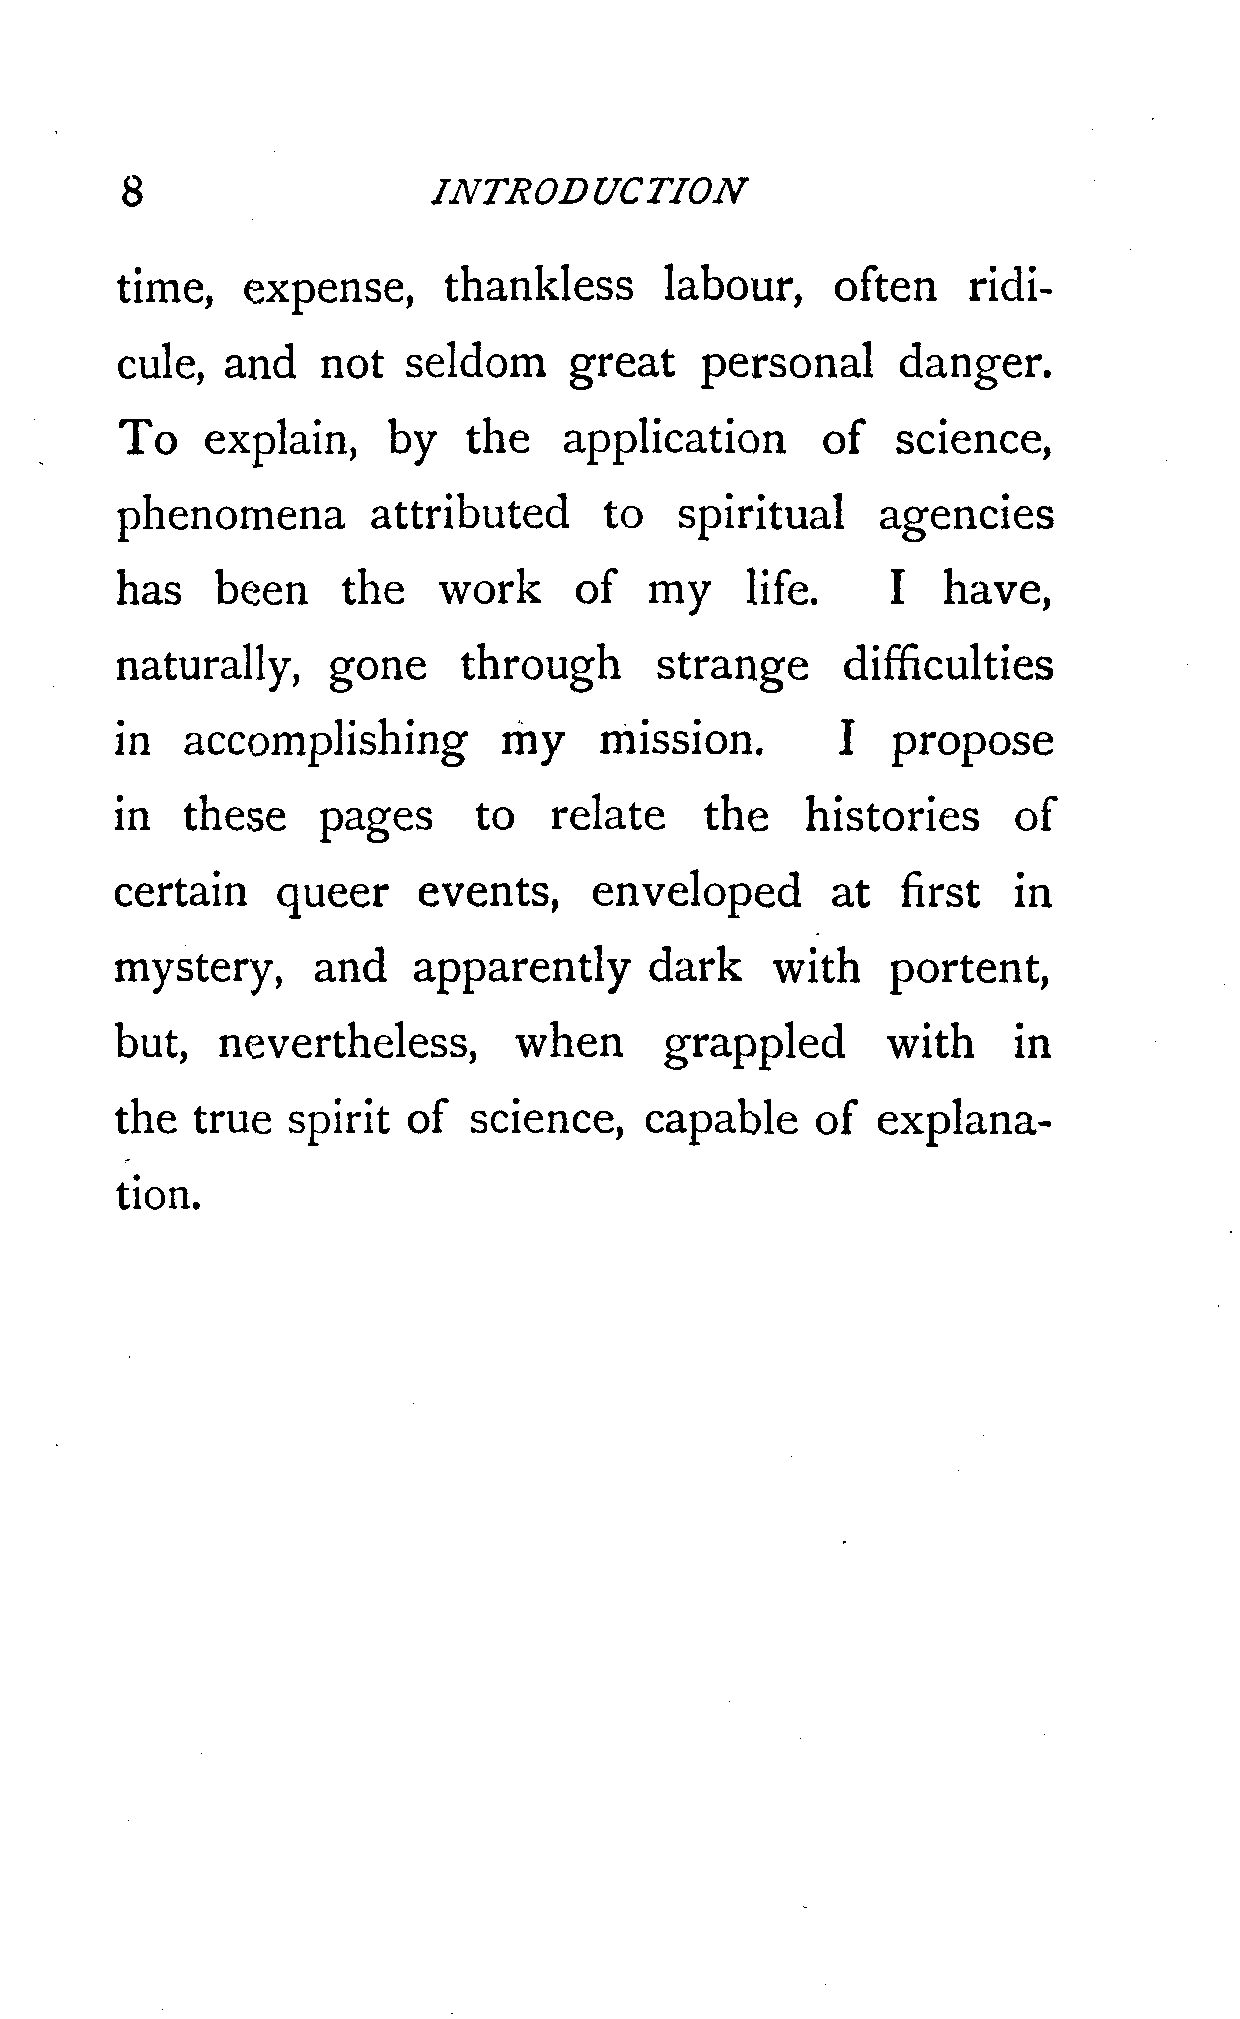 8 INTRODUCTION
time, expense, thankless labour, often ridi-
cule, and not seldom great personal danger.
To explain, by the application of science,
phenomena attributed to spiritual agencies
has been the work of my life. I have,
naturally, gone through strange difficulties
in accomplishing my mission. I propose
in these pages to relate the histories of
certain queer events, enveloped at first in
mystery, and apparently dark with portent,
but, nevertheless, when grappled with in
the true spirit of science, capable of explana-
tion.